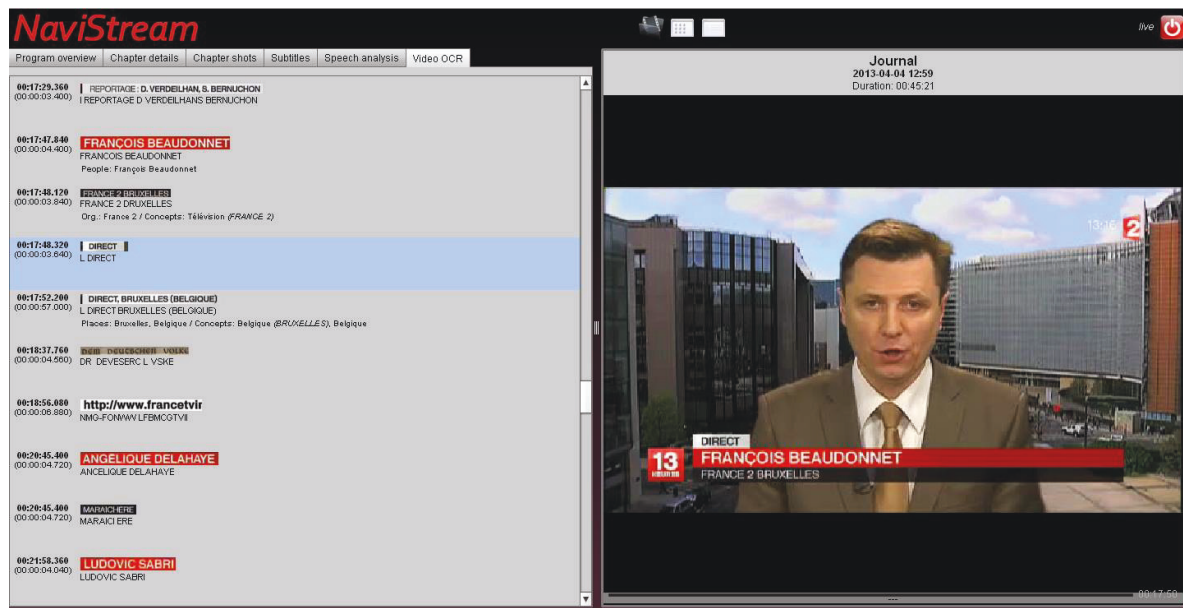 NaviStream
live
Program overview Chapter details Chapter shots Subtitles Speech analysis Video OCR
00:17:29.360
(00:00:03.400)
REPORTAGE : D. VERDEILHAN, S. BERNUCHON
I REPORTAGE D VERDEILHANS BERNUCHON
00:17:47.840
(00:00:04.400)
FRANÇOIS BEAUDONNET
FRANCOIS BEAUDONNET
People: François Beaudonnet
00:17:48.120
(00:00:03.840)
FRANCE 2 BRUXELLES
FRANCE 2 DRUXELLES
Org.: France 2 / Concepts: Télévision (FRANCE 2)
00:17:48.320
(00:00:03.640)
DIRECT
L DIRECT
00:17:52.200
(00:00:57.000)
DIRECT, BRUXELLES (BELGIQUE)
L DIRECT BRUXELLES (BELGIQUE)
Places: Bruxelles, Belgique / Concepts: Belgique (BRUXELLES), Belgique
00:18:37.760
(00:00:04.560)
DEM DEUTSCHEN VOLKE
DR DEVESERC L VSKE
00:18:56.080
(00:00:06.880)
http://www.francetvir
NMG-FONWW LFBMCGTVII
00:20:45.400
(00:00:04.720)
ANGÉLIQUE DELAHAYE
ANCELIQUE DELAHAYE
00:20:45.400
(00:00:04.720)
MARAICHERE
MARAICI ERE
00:21:58.360
(00:00:04.040)
LUDOVIC SABRI
LUDOVIC SABRI
Journal
2013-04-04 12:59
Duration: 00:45:21
2
DIRECT
13
HEURES
FRANÇOIS BEAUDONNET
FRANCE 2 BRUXELLES
---
00:17:50